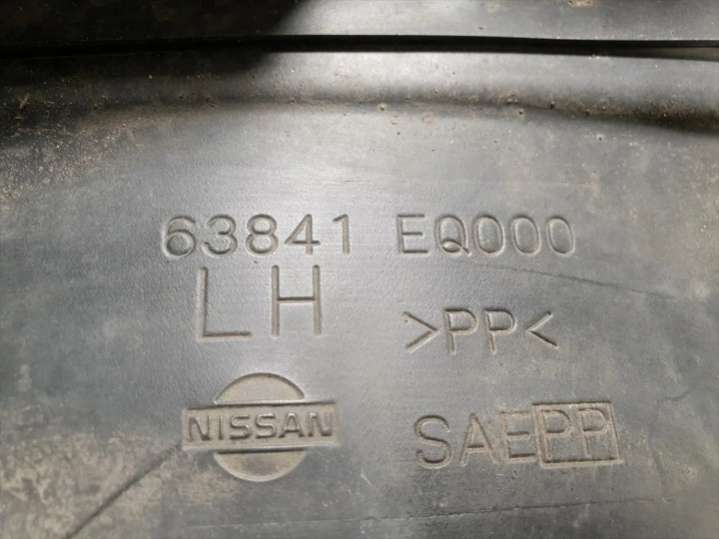 63841 EQ000
LH >PP<
NISSAN SAEPP